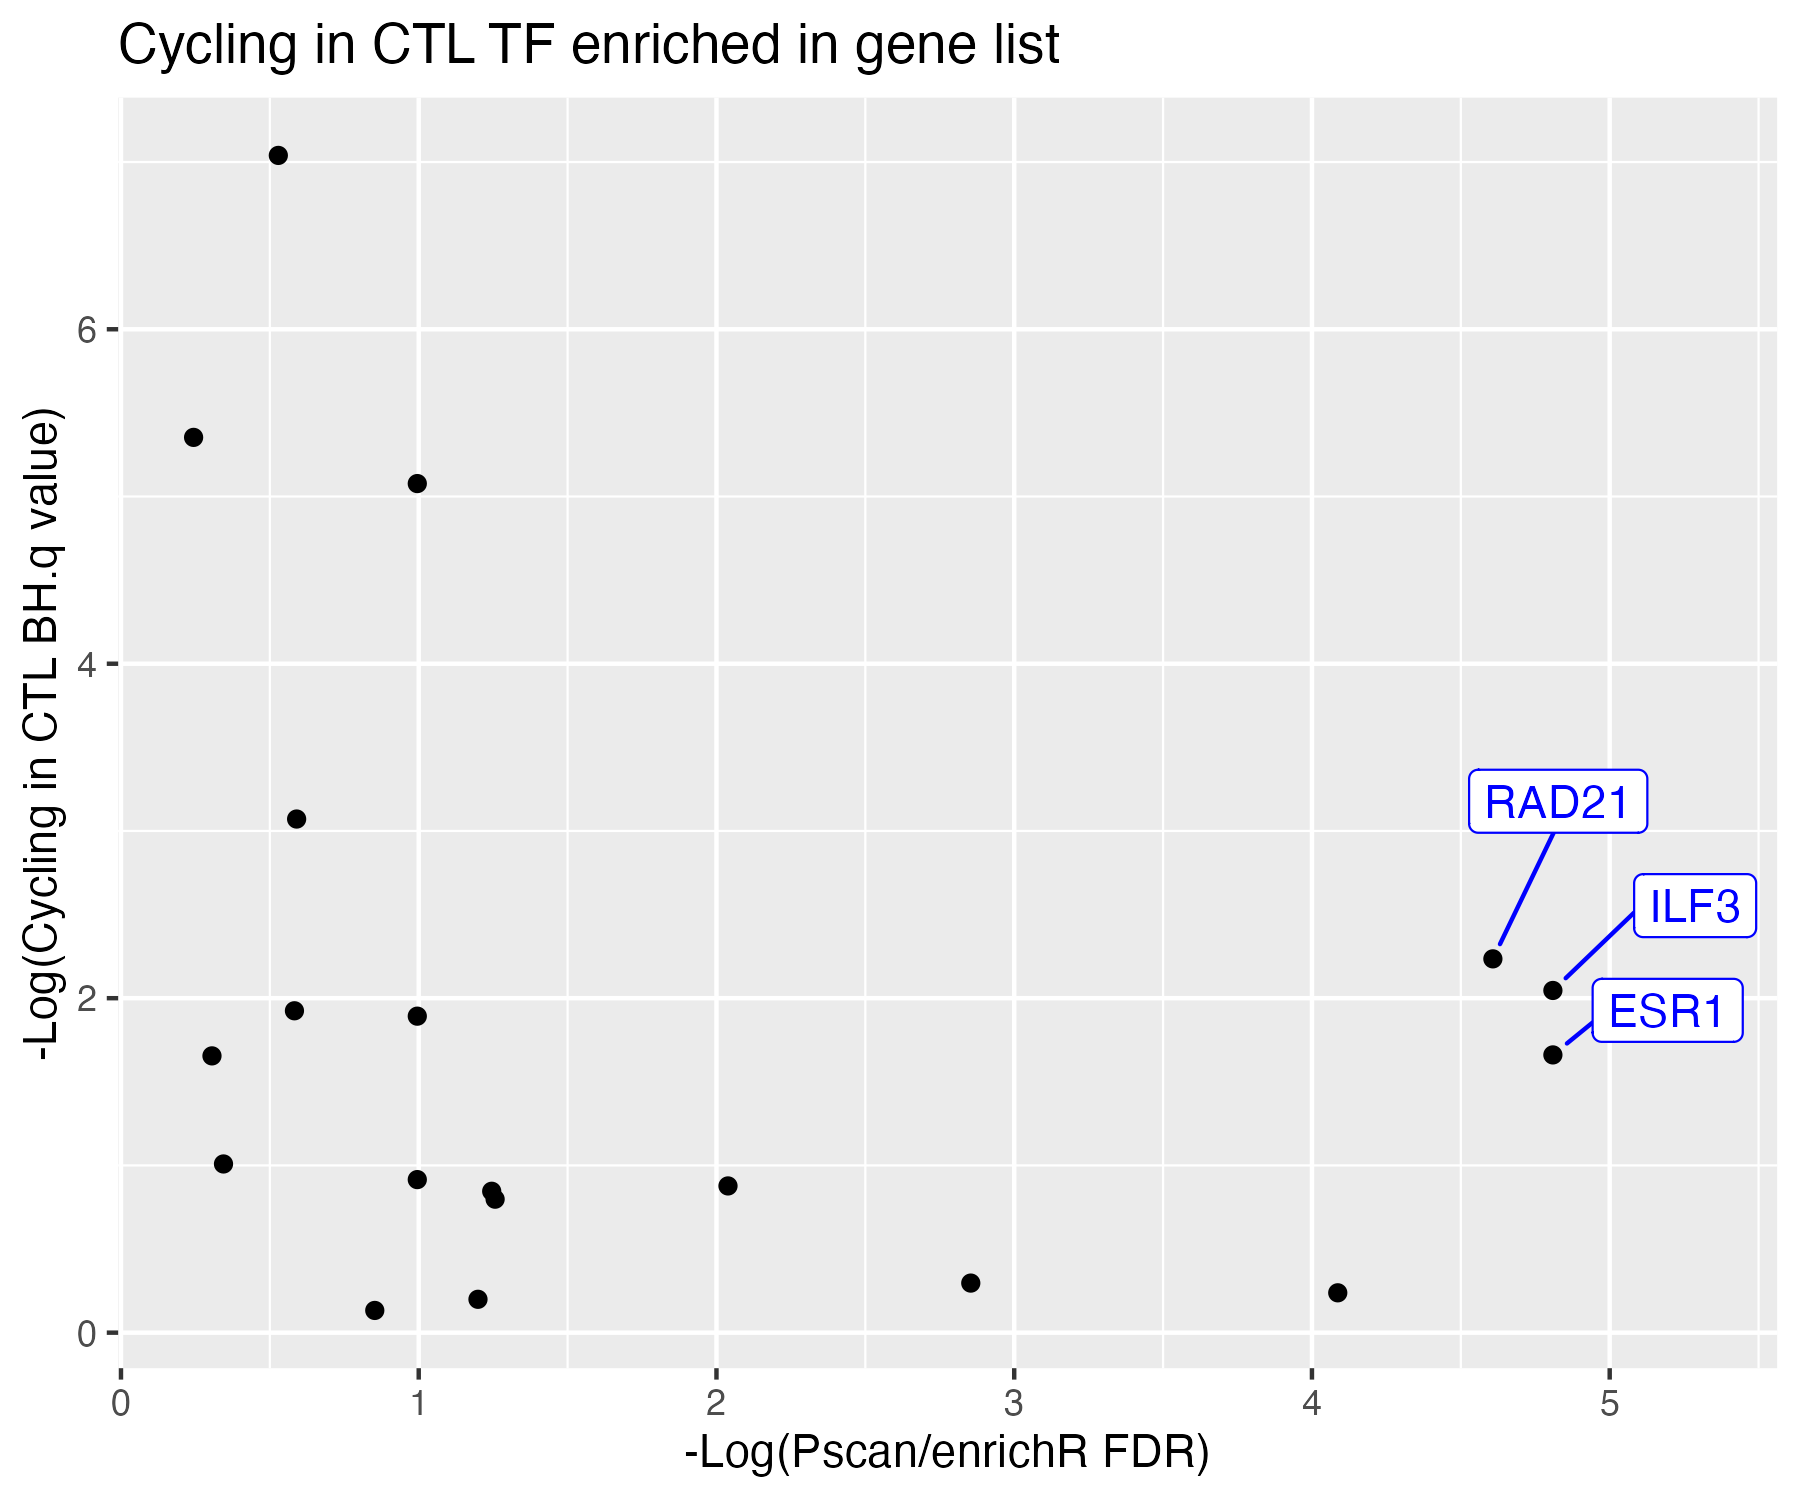 Cycling in CTL TF enriched in gene list
-Log(Cycling in CTL BH.q value)
6
4
2
0
RAD21
ILF3
ESR1
0 1 2 3 4 5
-Log(Pscan/enrichR FDR)